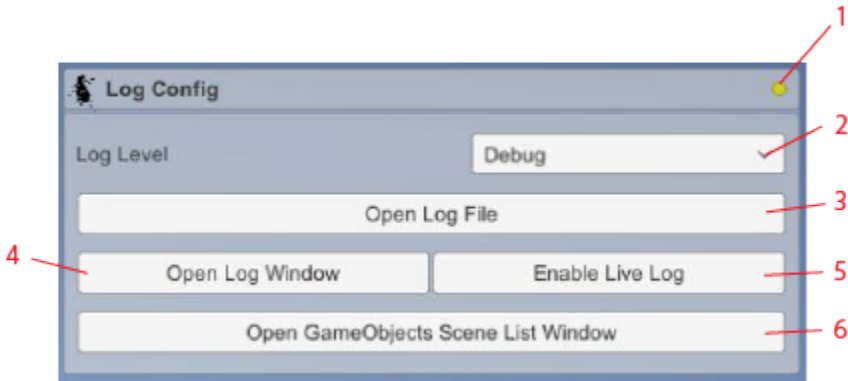 1
Log Config
2
Log Level
Debug
Open Log File
3
4
Open Log Window
Enable Live Log
5
Open GameObjects Scene List Window
6